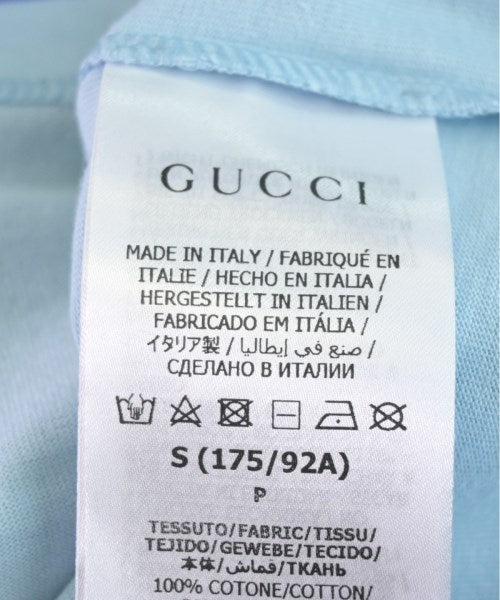 GUCCI
MADE IN ITALY / FABRIQUÉ EN
ITALIE / HECHO EN ITALIA /
HERGESTELLT IN ITALIEN /
FABRICADO EM ITÁLIA /
イタリア製 / صنع في إيطاليا /
СДЕЛАНО В ИТАЛИИ
S (175/92A)
P
TESSUTO/FABRIC/TISSU/
TEJIDO/GEWEBE/TECIDO/
本体/قماش/ТКАНЬ
100% COTONE/COTTON/